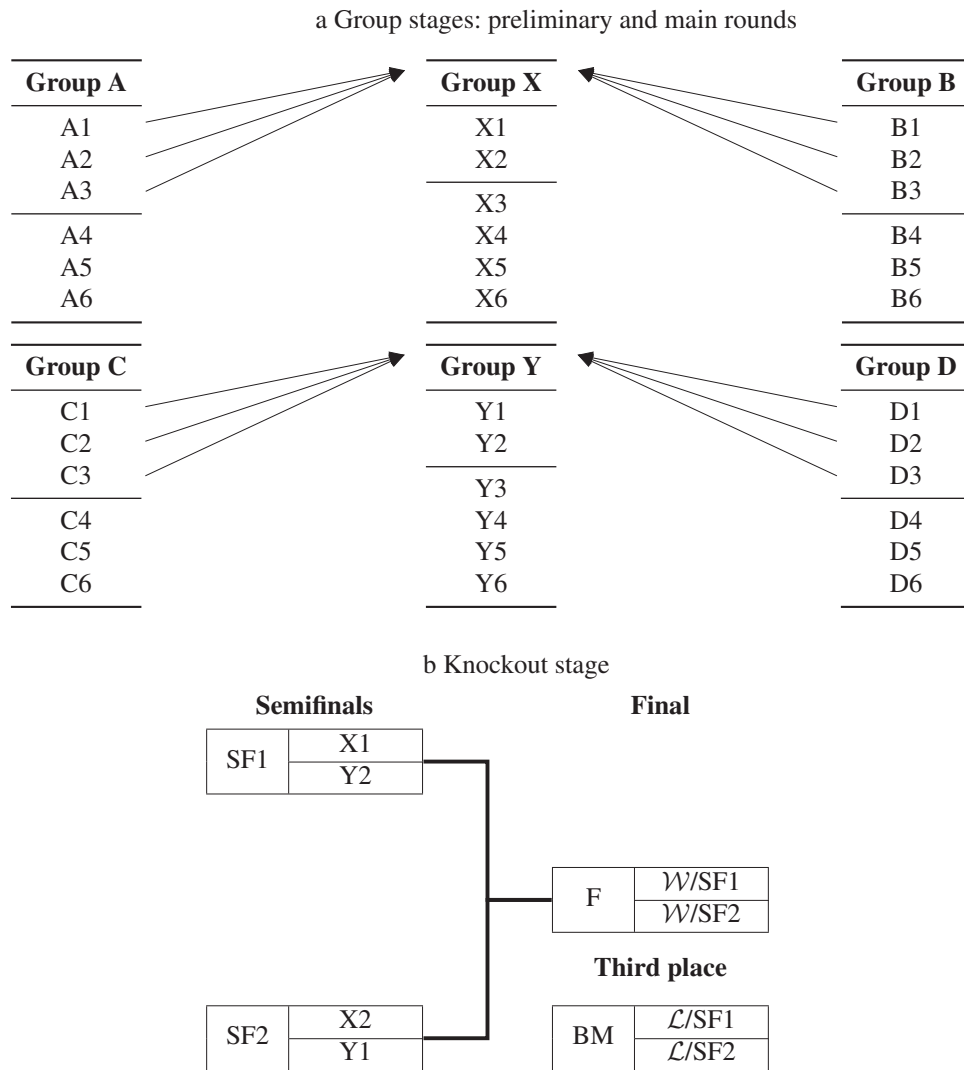 a Group stages: preliminary and main rounds
Group A Group X Group B
A1 X1 B1
A2 X2 B2
A3 X3 B3
A4 X4 B4
A5 X5 B5
A6 X6 B6
Group C Group Y Group D
C1 Y1 D1
C2 Y2 D2
C3 Y3 D3
C4 Y4 D4
C5 Y5 D5
C6 Y6 D6
b Knockout stage
Semifinals Final
SF1 X1
Y2
F 𝒲/SF1
𝒲/SF2
Third place
SF2 X2 BM ℒ/SF1
Y1 ℒ/SF2